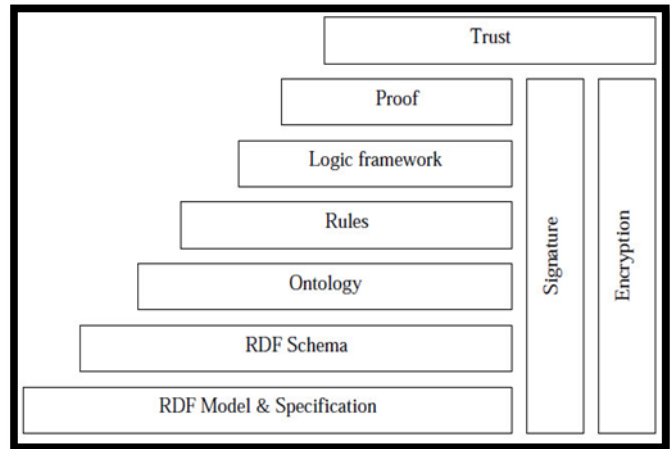 Trust
Proof
Logic framework
Rules
Ontology
RDF Schema
RDF Model & Specification
Signature
Encryption